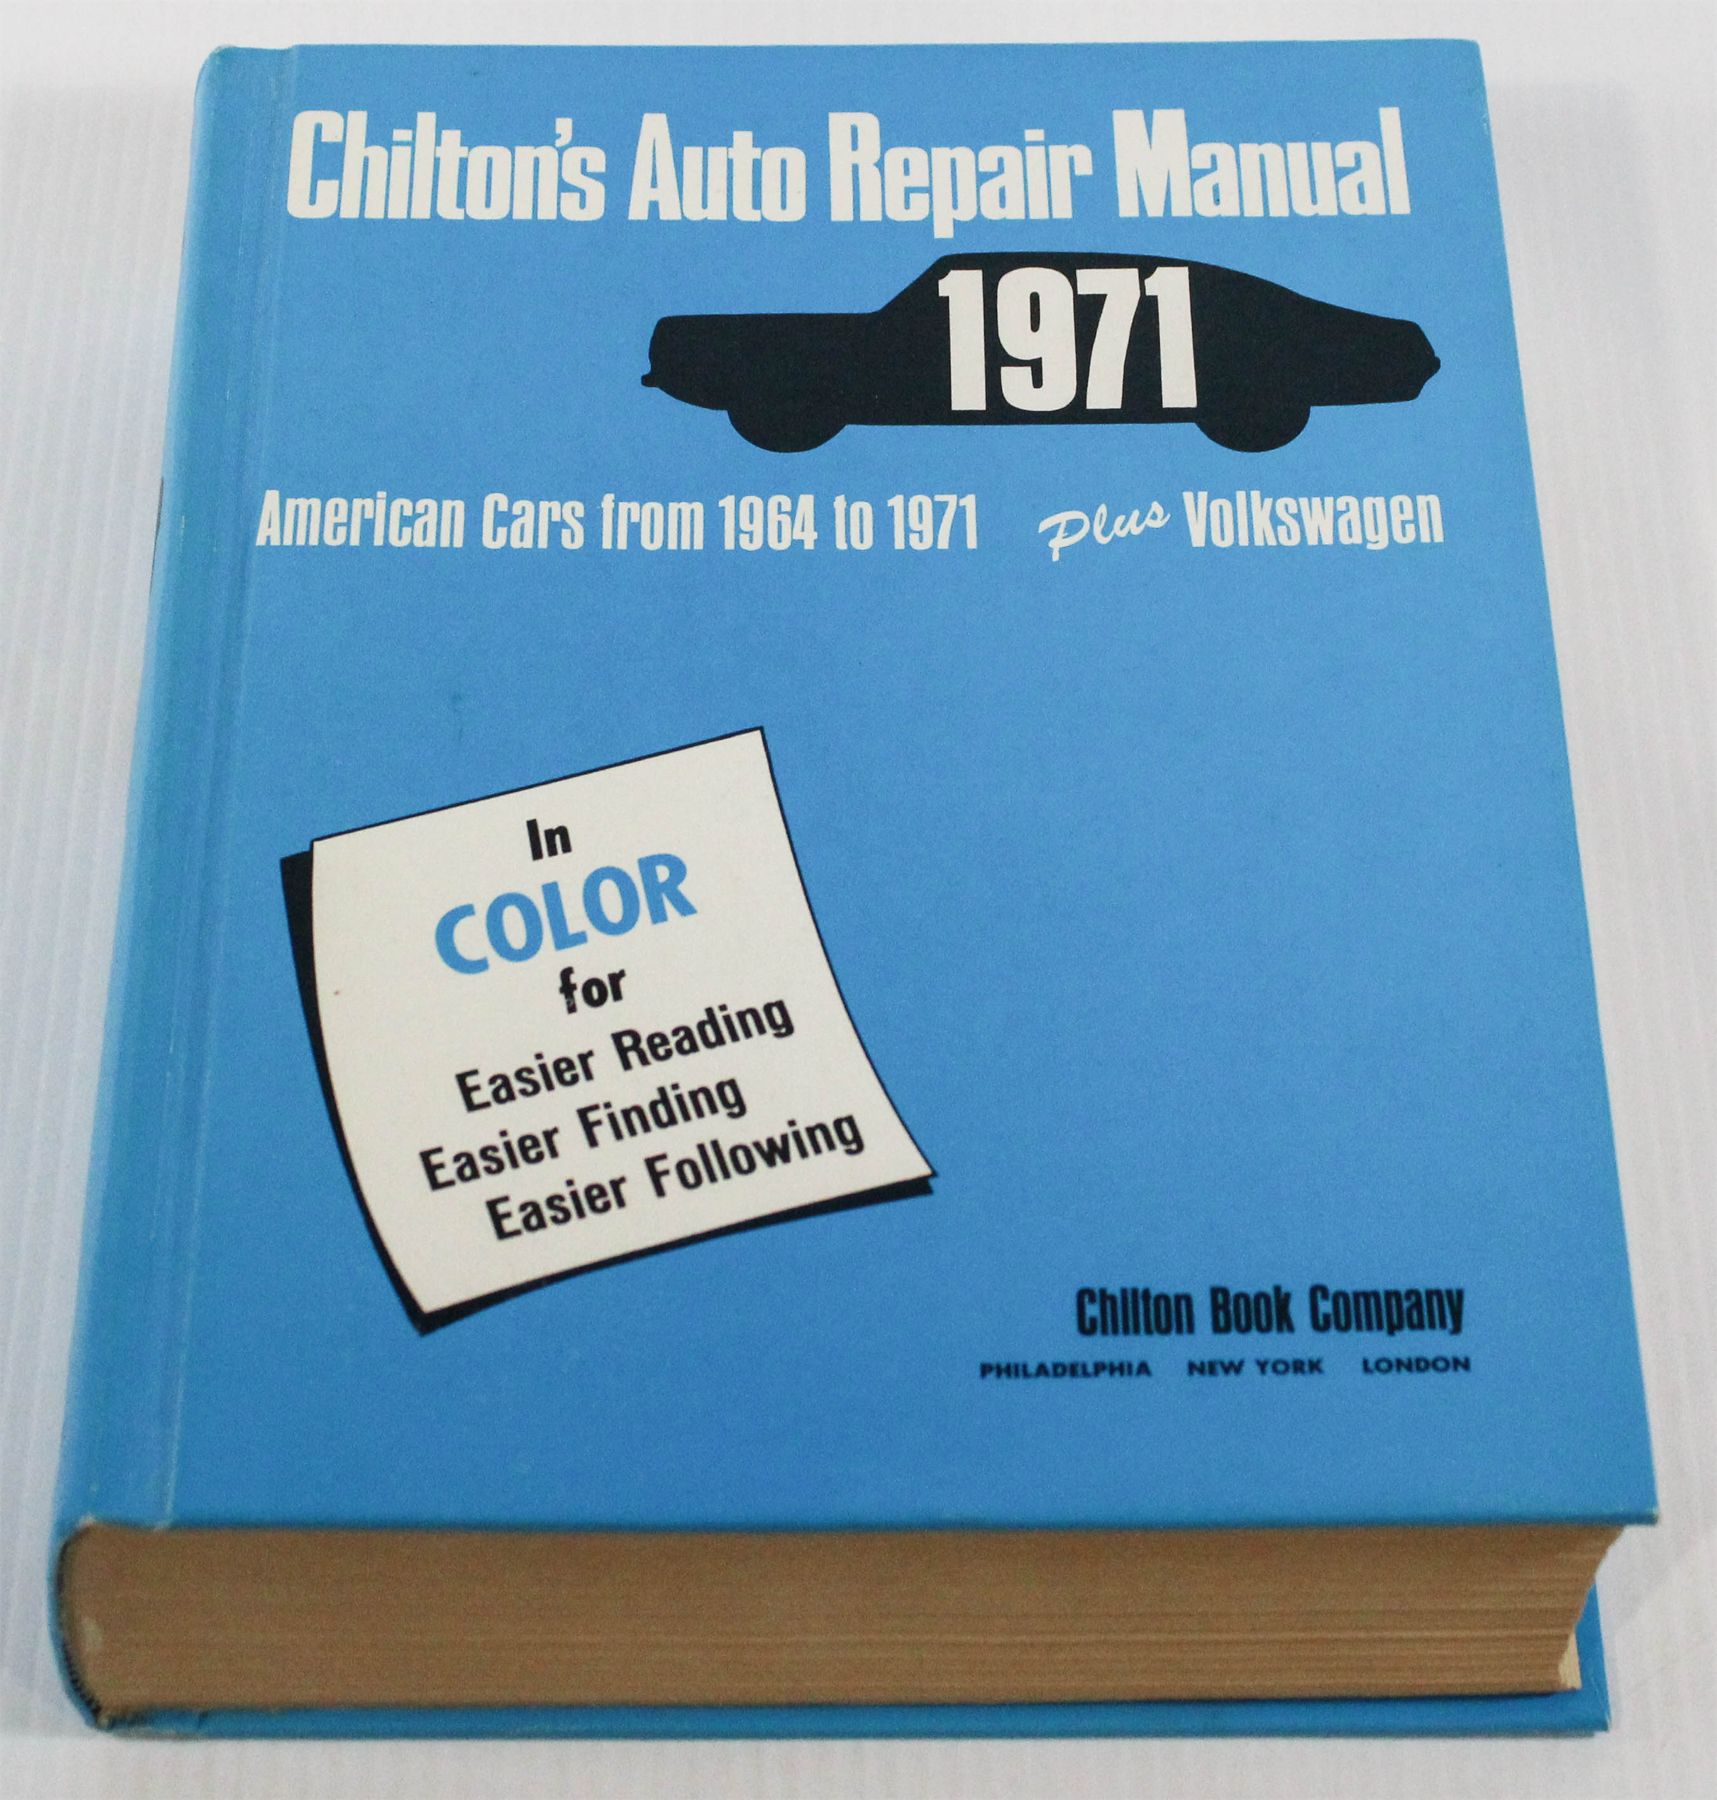 Chilton's Auto Repair Manual
1971
American Cars from 1964 to 1971 Plus Volkswagen
In
COLOR
for
Easier Reading
Easier Finding
Easier Following
Chilton Book Company
PHILADELPHIA NEW YORK LONDON